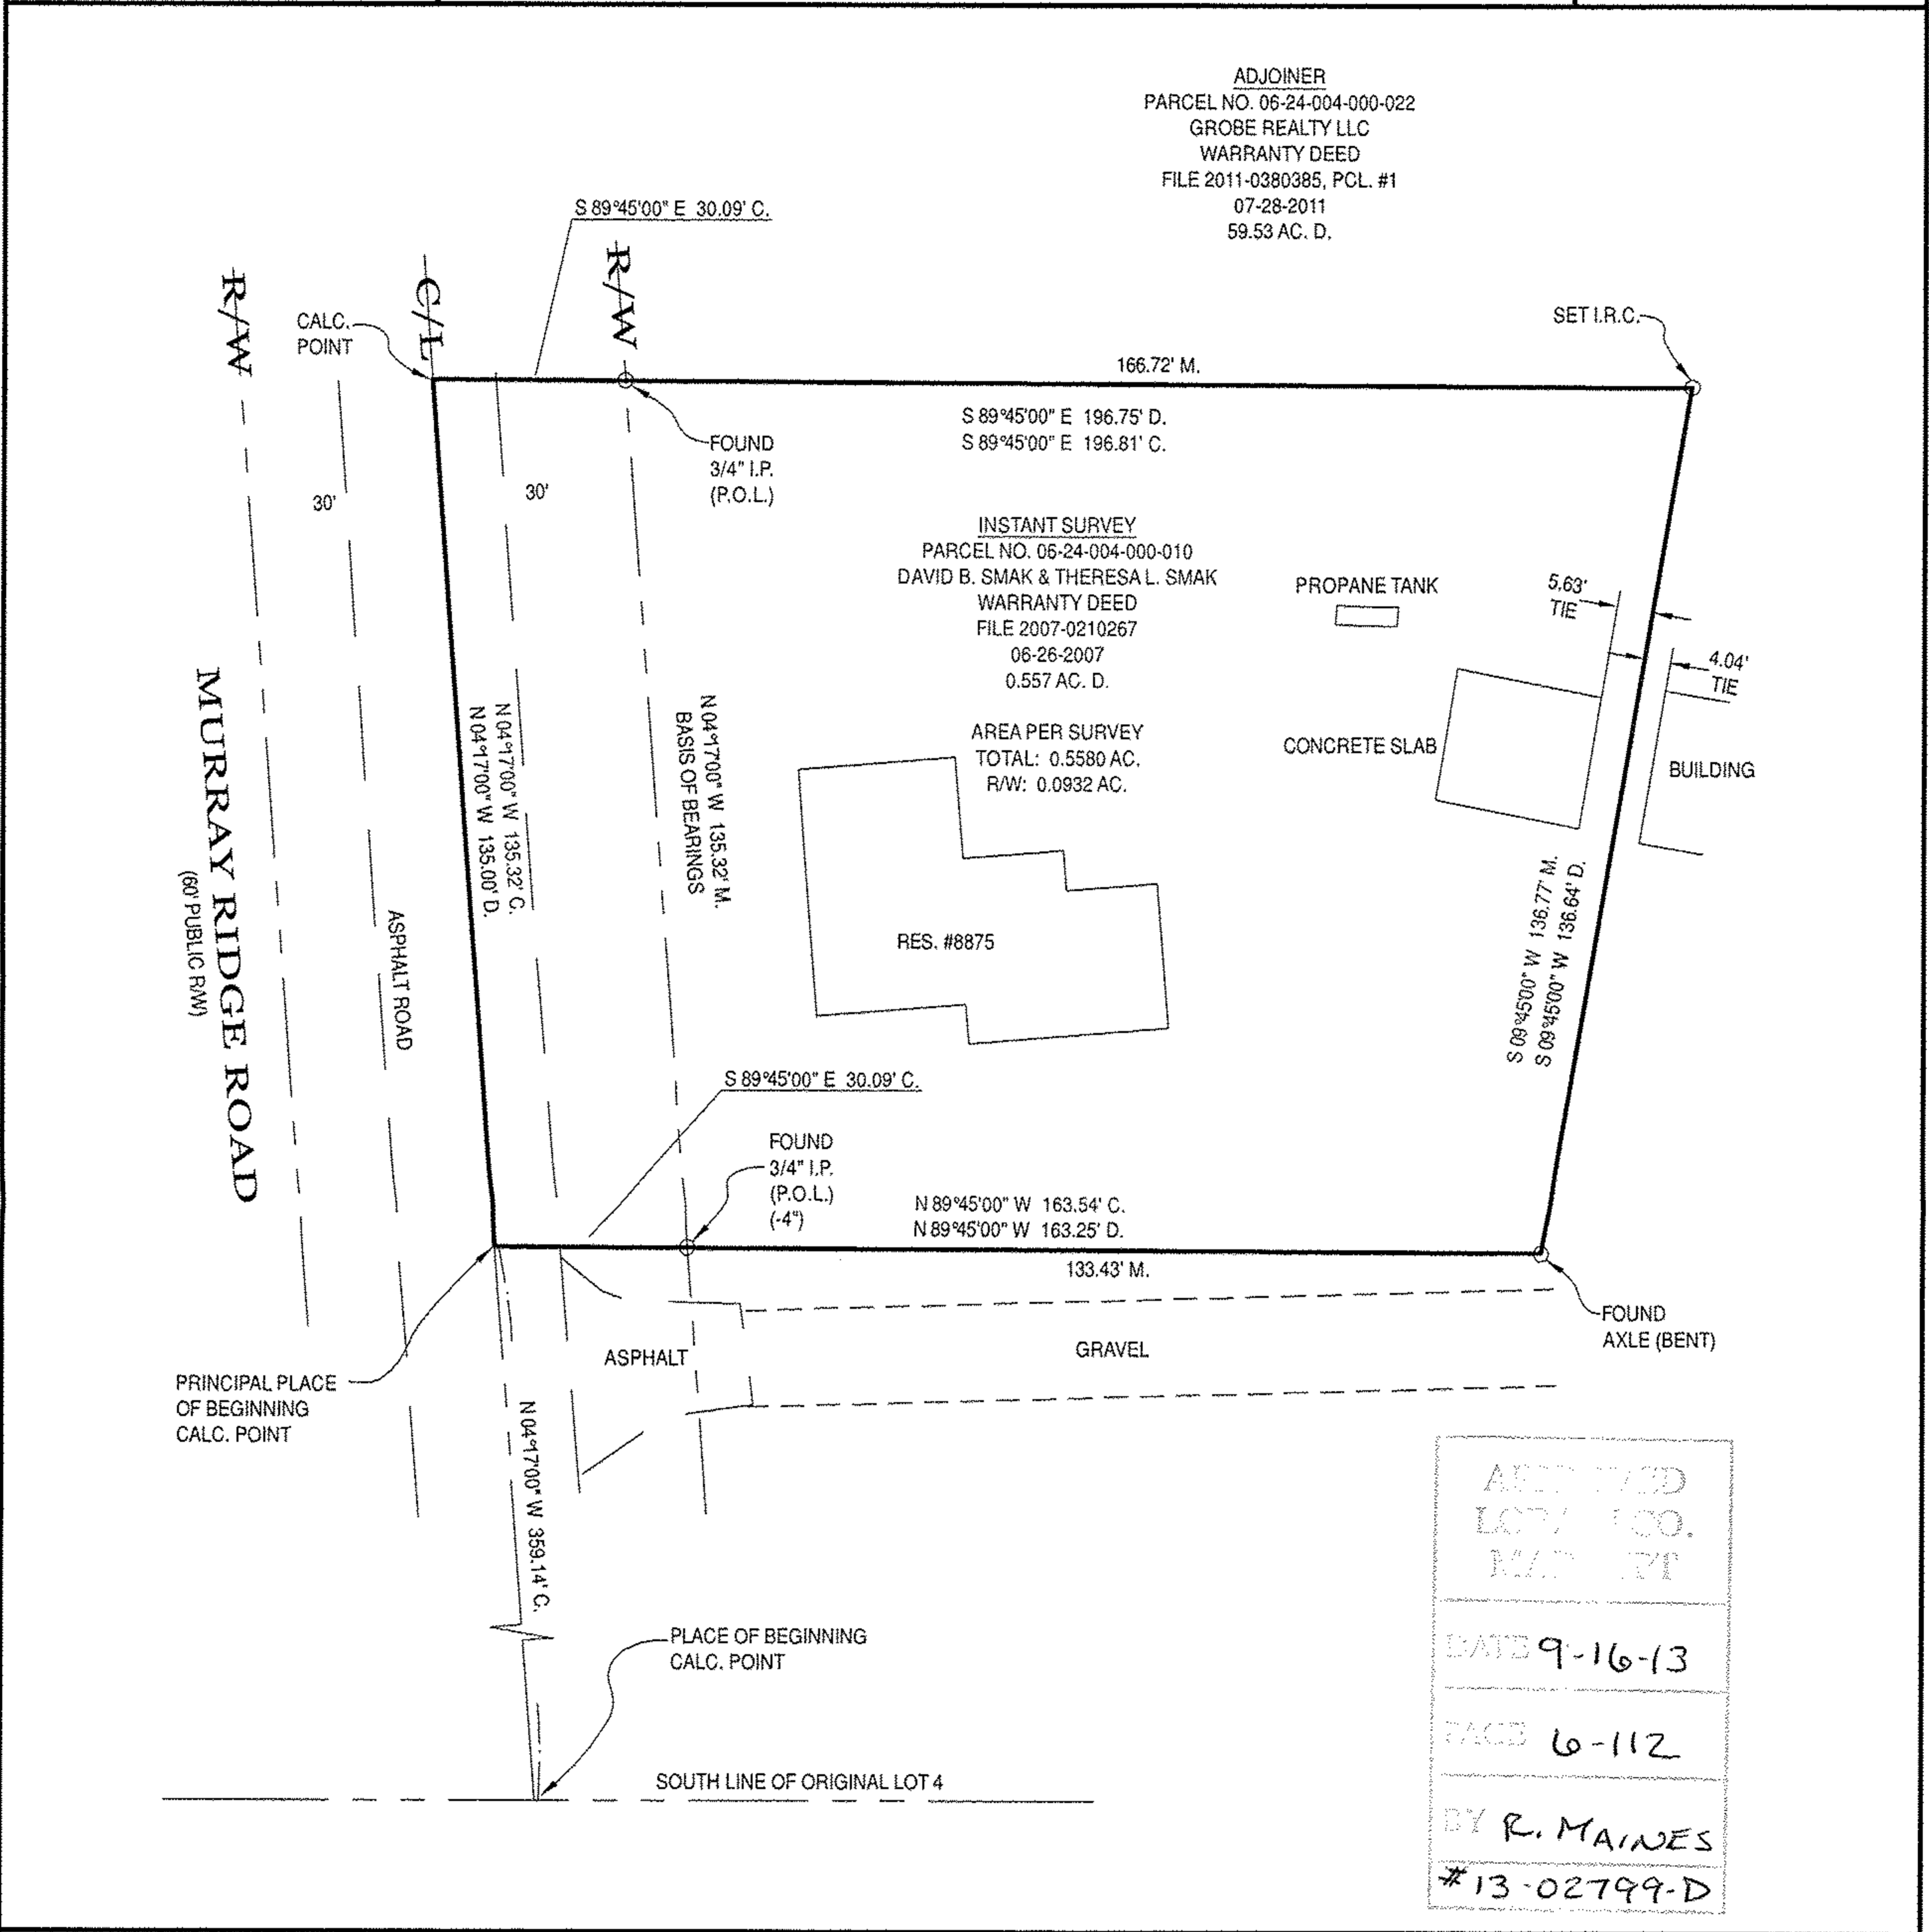 ADJOINER
PARCEL NO. 06-24-004-000-022
GROBE REALTY LLC
WARRANTY DEED
FILE 2011-0380385, PCL. #1
07-28-2011
59.53 AC. D.
S 89°45'00" E 30.09' C.
R/W
C/L
R/W
CALC.
POINT
SET I.R.C.
166.72' M.
S 89°45'00" E 196.75' D.
S 89°45'00" E 196.81' C.
FOUND
3/4" I.P.
(P.O.L.)
30'
30'
INSTANT SURVEY
PARCEL NO. 06-24-004-000-010
DAVID B. SMAK & THERESA L. SMAK
WARRANTY DEED
FILE 2007-0210267
06-26-2007
0.557 AC. D.
AREA PER SURVEY
TOTAL: 0.5580 AC.
R/W: 0.0932 AC.
PROPANE TANK
5.63'
TIE
4.04'
TIE
CONCRETE SLAB
BUILDING
MURRAY RIDGE ROAD
(60' PUBLIC R/W)
ASPHALT ROAD
N 04°17'00" W 135.32' C.
N 04°17'00" W 135.00' D.
N 04°17'00" W 135.32' M.
BASIS OF BEARINGS
RES. #8875
S 09°45'00" W 136.77' M.
S 09°45'00" W 136.64' D.
S 89°45'00" E 30.09' C.
FOUND
3/4" I.P.
(P.O.L.)
(-4")
N 89°45'00" W 163.54' C.
N 89°45'00" W 163.25' D.
133.43' M.
FOUND
AXLE (BENT)
ASPHALT
GRAVEL
PRINCIPAL PLACE
OF BEGINNING
CALC. POINT
N 04°17'00" W 359.14' C.
PLACE OF BEGINNING
CALC. POINT
SOUTH LINE OF ORIGINAL LOT 4
CO.
DATE 9-16-13
PAGE 6-112
BY R. MAINES
#13-02799-D